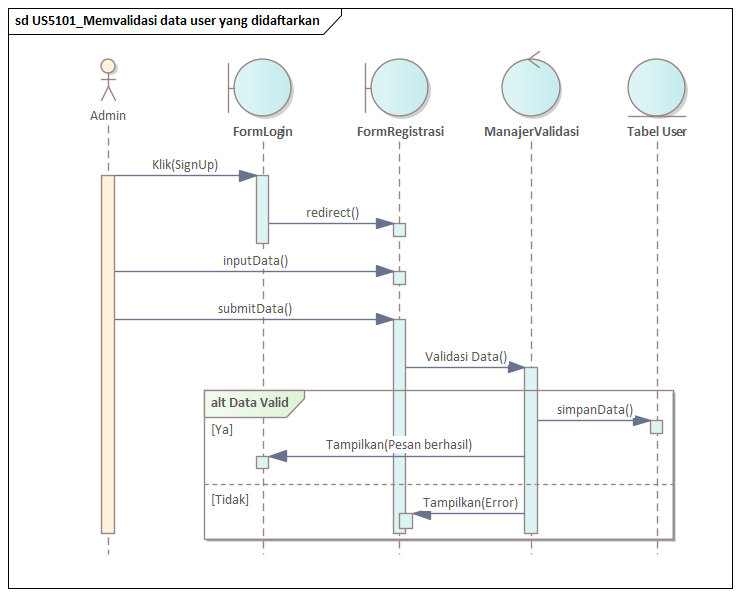 sd US5101_Memvalidasi data user yang didaftarkan
Admin
FormLogin
FormRegistrasi
ManajerValidasi
Tabel User
Klik(SignUp)
redirect()
inputData()
submitData()
Validasi Data()
alt Data Valid
simpanData()
[Ya]
Tampilkan(Pesan berhasil)
[Tidak]
Tampilkan(Error)